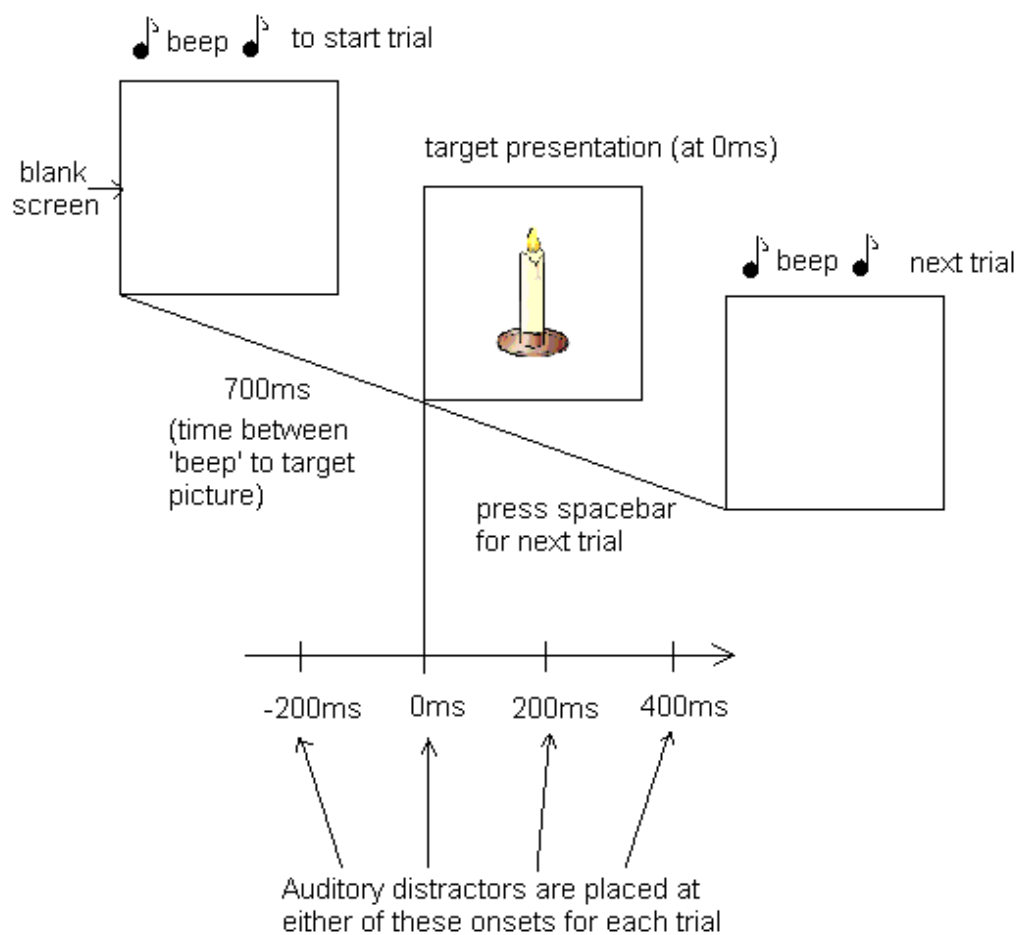 beep to start trial
blank
screen
target presentation (at 0ms)
beep next trial
700ms
(time between
'beep' to target
picture)
press spacebar
for next trial
-200ms 0ms 200ms 400ms
Auditory distractors are placed at
either of these onsets for each trial